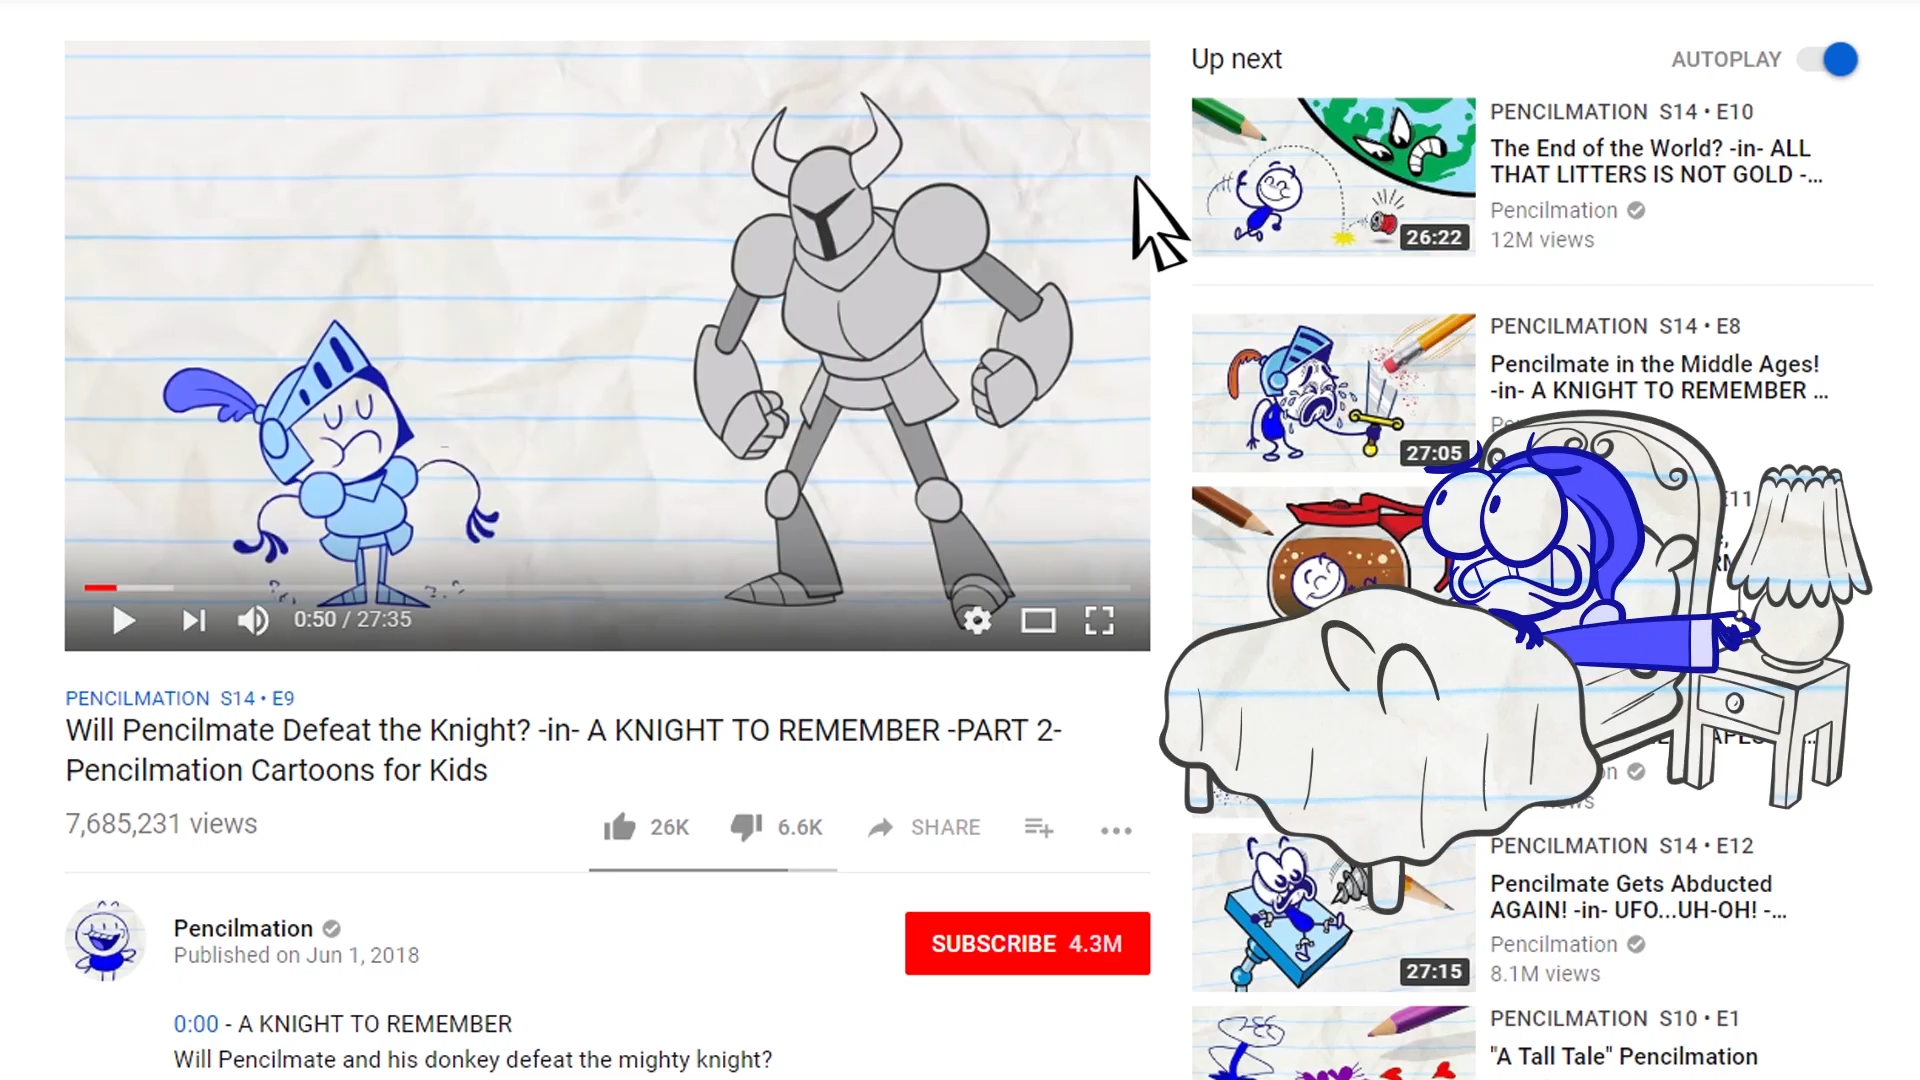 0:50 / 27:35
PENCILMATION S14 • E9
Will Pencilmate Defeat the Knight? -in- A KNIGHT TO REMEMBER -PART 2-
Pencilmation Cartoons for Kids
7,685,231 views
26K
6.6K
SHARE
Pencilmation
Published on Jun 1, 2018
SUBSCRIBE 4.3M
0:00 - A KNIGHT TO REMEMBER
Will Pencilmate and his donkey defeat the mighty knight?
Up next
AUTOPLAY
26:22
PENCILMATION S14 • E10
The End of the World? -in- ALL
THAT LITTERS IS NOT GOLD -...
Pencilmation
12M views
27:05
PENCILMATION S14 • E8
Pencilmate in the Middle Ages!
-in- A KNIGHT TO REMEMBER ...
27:15
PENCILMATION S14 • E12
Pencilmate Gets Abducted
AGAIN! -in- UFO...UH-OH! -...
Pencilmation
8.1M views
PENCILMATION S10 • E1
"A Tall Tale" Pencilmation